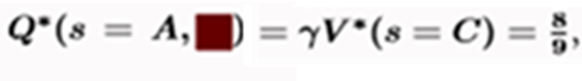 Q*(s = A, ) = γV*(s = C) = 8/9,